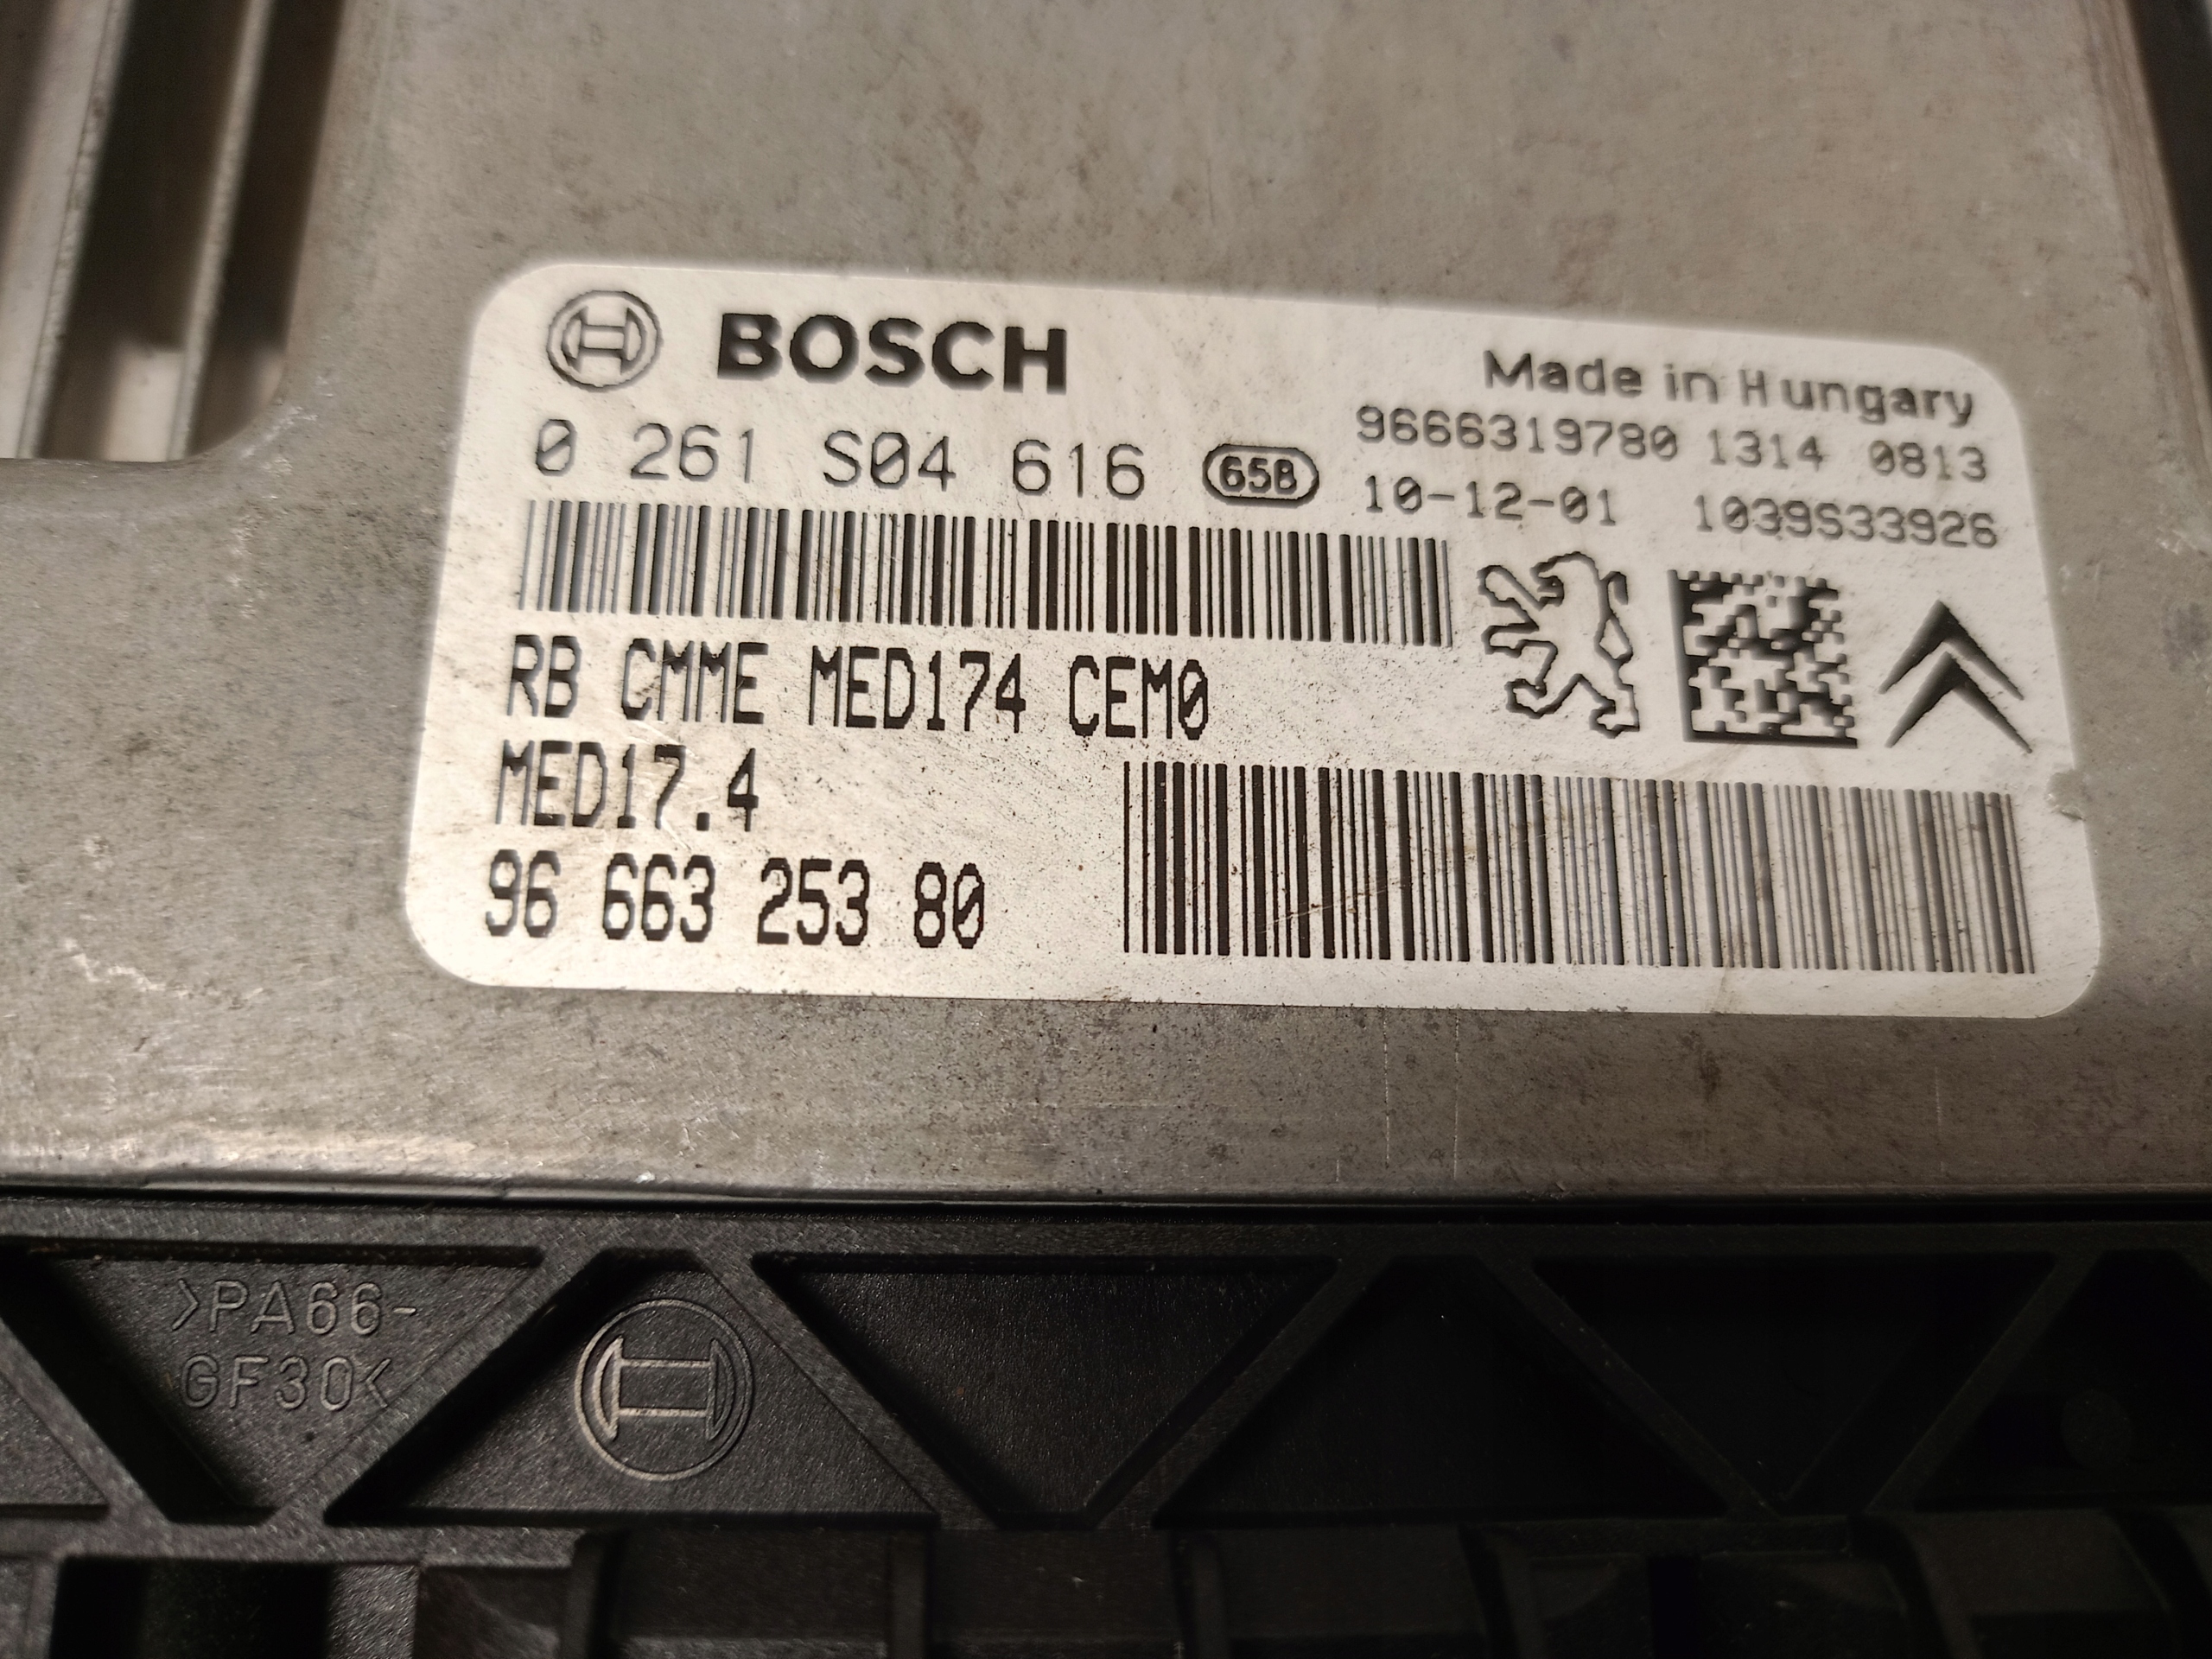 BOSCH
Made in Hungary
0 261 S04 616 65B
9666319780 1314 0813
10-12-01 1039S33926
RB CMME MED174 CEM0
MED17.4
96 663 253 80
>PA66-
GF30<